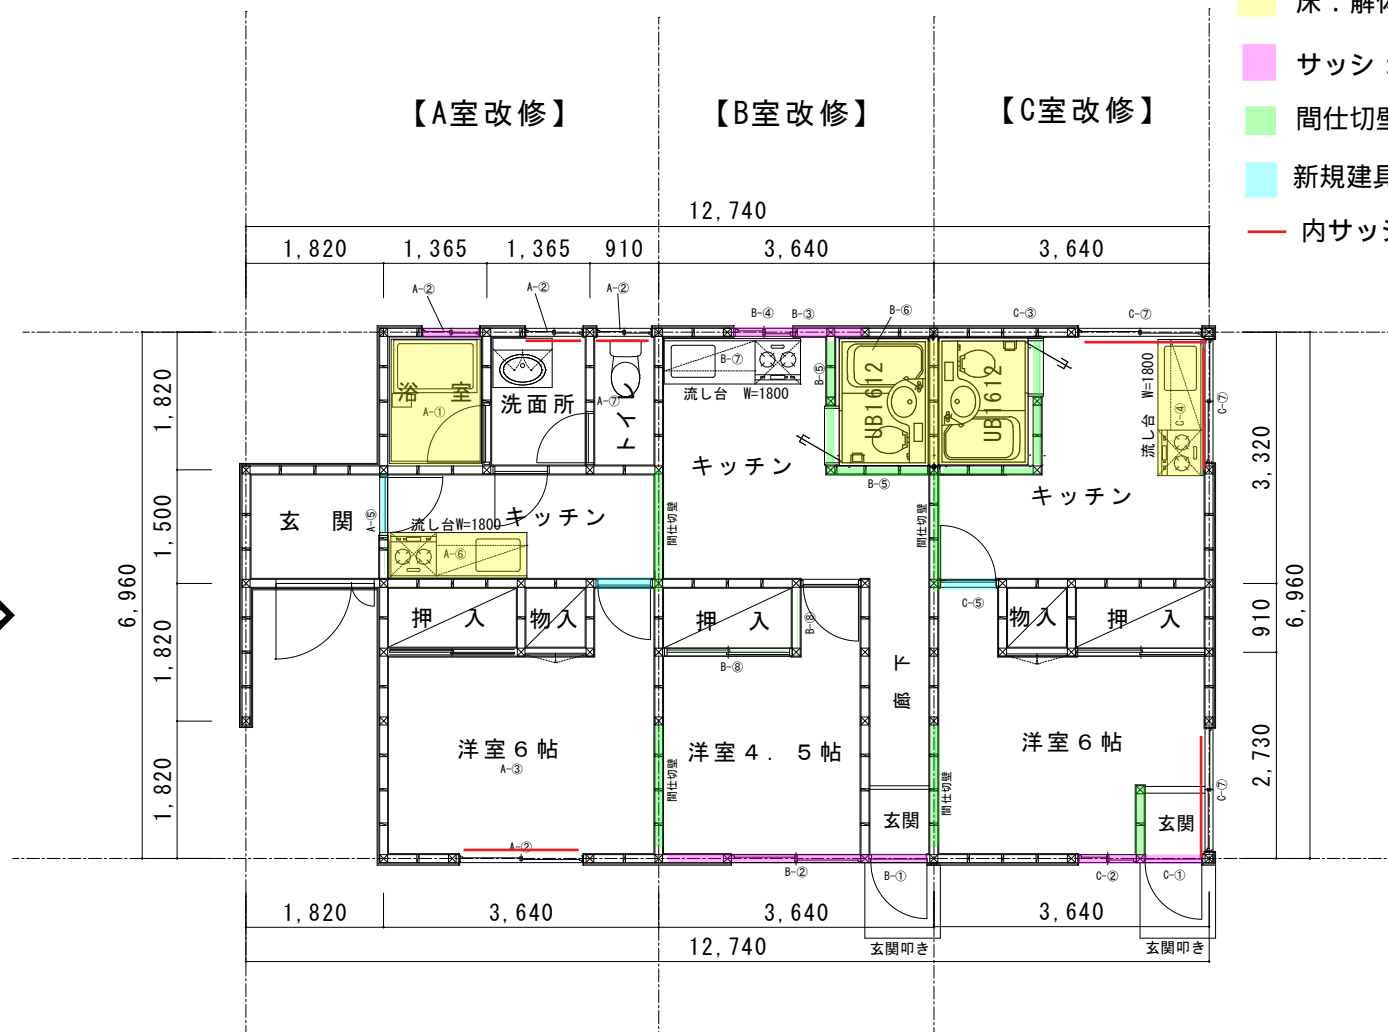 床：解体
サッシ：
間仕切壁
新規建具
内サッシ
【A室改修】
【B室改修】
【C室改修】
12,740
1,820
1,365
1,365
910
3,640
3,640
A-②
A-②
A-②
B-④
B-③
B-⑥
C-③
C-⑦
浴 室
A-①
洗面所
A-⑦
トイレ
B-⑦
流し台 W=1800
B-⑤
UB1612
UB1612
流し台 W=1800
C-④
C-⑦
キッチン
B-⑤
キッチン
1,820
1,500
1,820
1,820
6,960
3,320
910
2,730
6,960
玄 関
A-⑤
流し台W=1800
キッチン
A-⑥
間仕切壁
間仕切壁
C-⑤
押 入
物入
押 入
B-⑧
B-⑧
物入
押 入
廊 下
洋室６帖
A-③
洋室４．５帖
洋室６帖
間仕切壁
間仕切壁
C-⑦
玄関
玄関
A-②
B-②
B-①
C-②
C-①
1,820
3,640
3,640
3,640
12,740
玄関叩き
玄関叩き